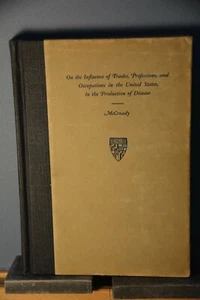 On the Influence of Trades, Professions, and
Occupations in the United States,
in the Production of Disease
McCready